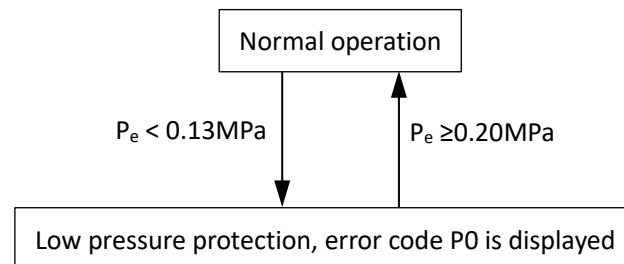 Normal operation
Pₑ < 0.13MPa
Pₑ ≥0.20MPa
Low pressure protection, error code P0 is displayed